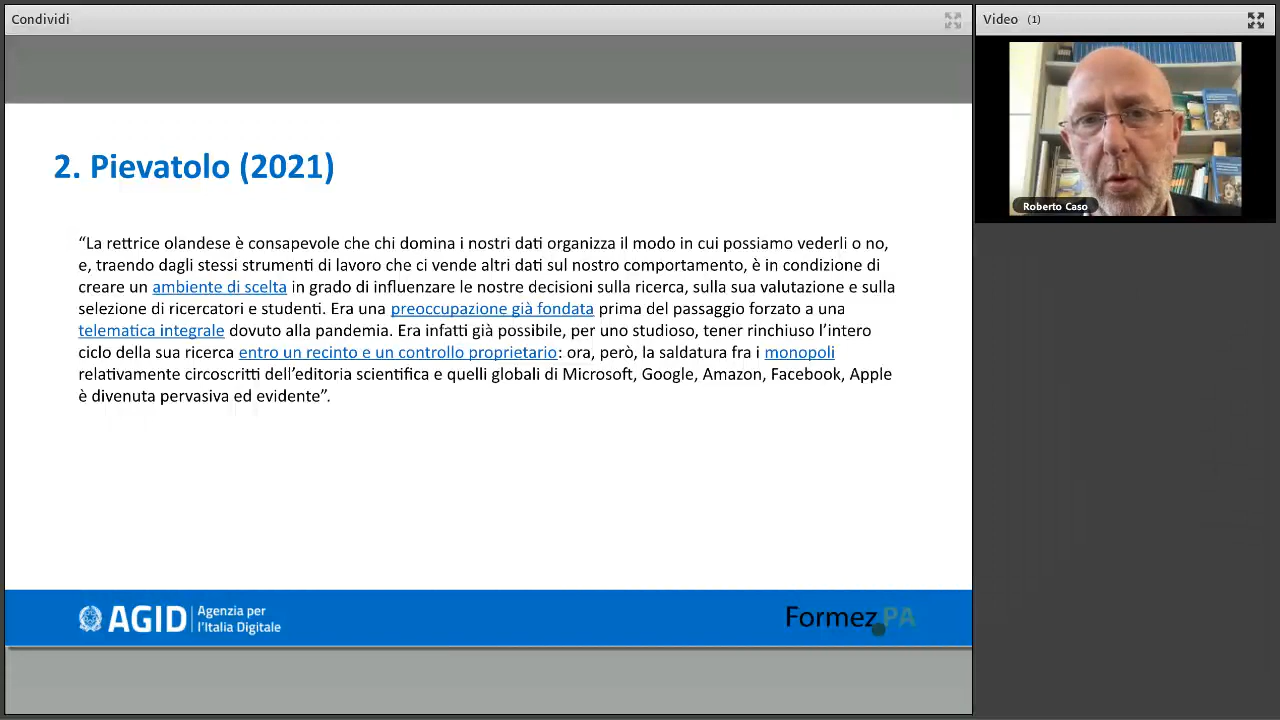 Condividi
Video (1)
Roberto Caso
2. Pievatolo (2021)
“La rettrice olandese è consapevole che chi domina i nostri dati organizza il modo in cui possiamo vederli o no,
e, traendo dagli stessi strumenti di lavoro che ci vende altri dati sul nostro comportamento, è in condizione di
creare un ambiente di scelta in grado di influenzare le nostre decisioni sulla ricerca, sulla sua valutazione e sulla
selezione di ricercatori e studenti. Era una preoccupazione già fondata prima del passaggio forzato a una
telematica integrale dovuto alla pandemia. Era infatti già possibile, per uno studioso, tener rinchiuso l’intero
ciclo della sua ricerca entro un recinto e un controllo proprietario: ora, però, la saldatura fra i monopoli
relativamente circoscritti dell’editoria scientifica e quelli globali di Microsoft, Google, Amazon, Facebook, Apple
è divenuta pervasiva ed evidente”.
AGID Agenzia per
l’Italia Digitale
Formez PA